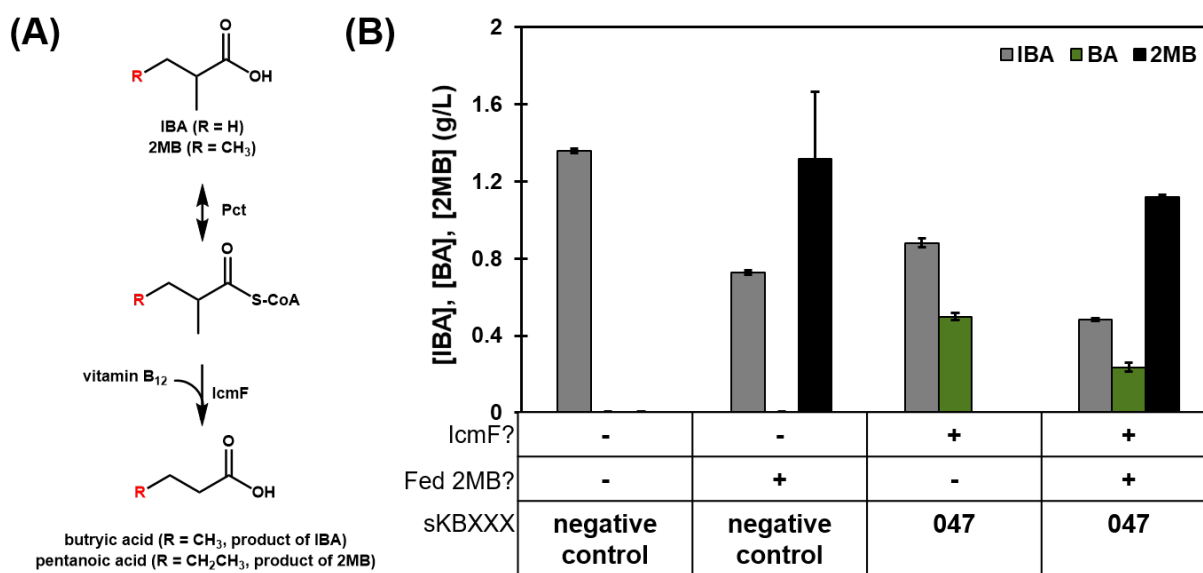 (A)
O
R
OH
IBA (R = H)
2MB (R = CH3)
Pct
O
R
S-CoA
vitamin B12
IcmF
O
R
OH
butryic acid (R = CH3, product of IBA)
pentanoic acid (R = CH2CH3, product of 2MB)
(B)
[IBA], [BA], [2MB] (g/L)
2
1.6
1.2
0.8
0.4
0
IBA BA 2MB
IcmF? - - + +
Fed 2MB? - + - +
sKBXXX negative control negative control 047 047